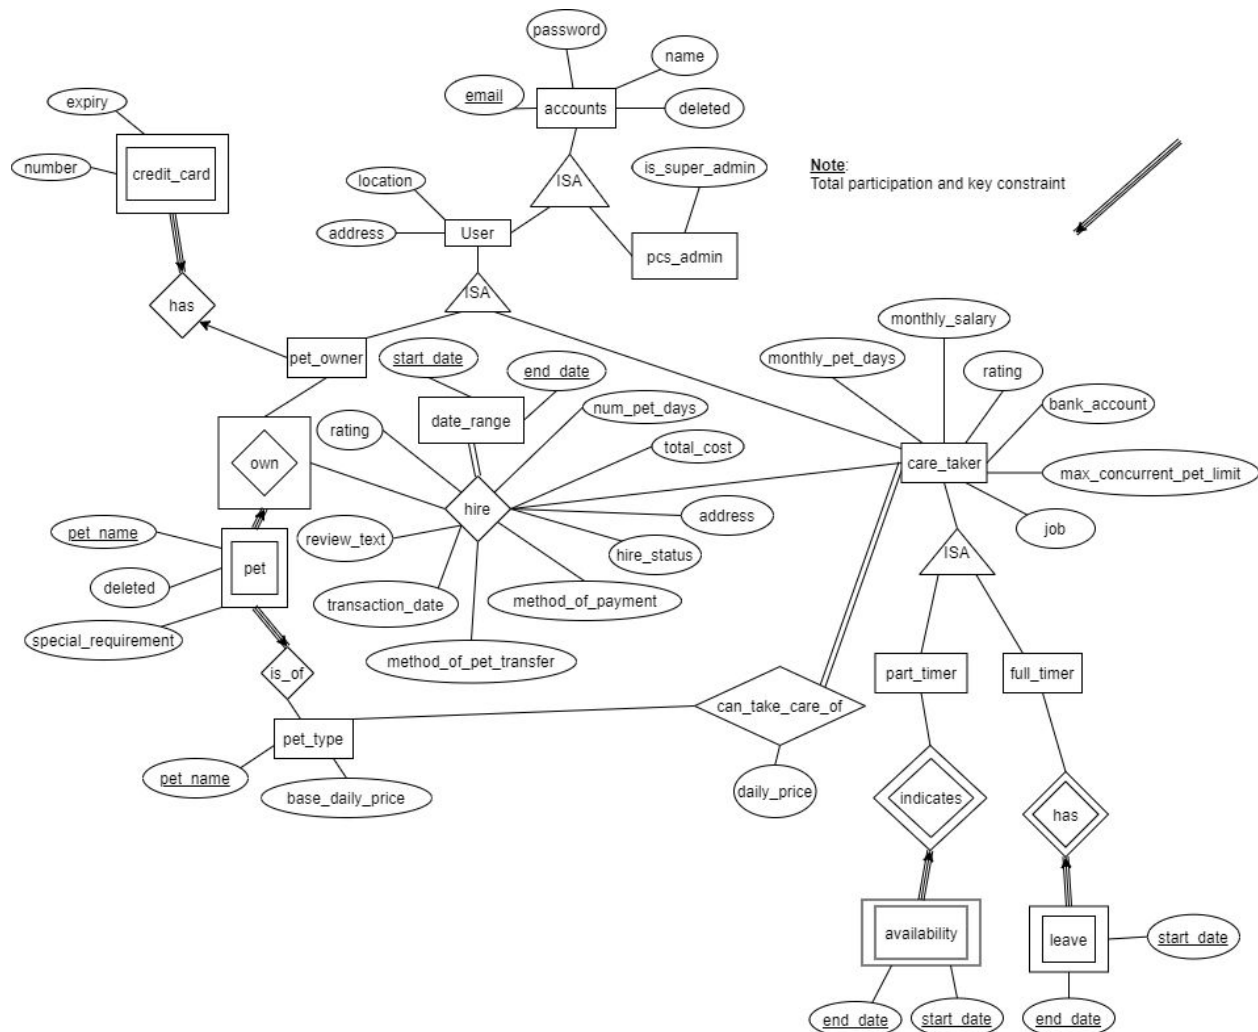 password
name
email
accounts
deleted
expiry
number
credit_card
ISA
is_super_admin
Note:
Total participation and key constraint
location
address
User
pcs_admin
ISA
has
pet_owner
start_date
end_date
date_range
num_pet_days
rating
total_cost
own
hire
address
hire_status
review_text
transaction_date
method_of_payment
method_of_pet_transfer
pet_name
pet
deleted
special_requirement
is_of
pet_type
pet_name
base_daily_price
can_take_care_of
daily_price
monthly_salary
monthly_pet_days
rating
bank_account
care_taker
max_concurrent_pet_limit
job
ISA
part_timer
full_timer
indicates
has
availability
leave
start_date
end_date
start_date
end_date